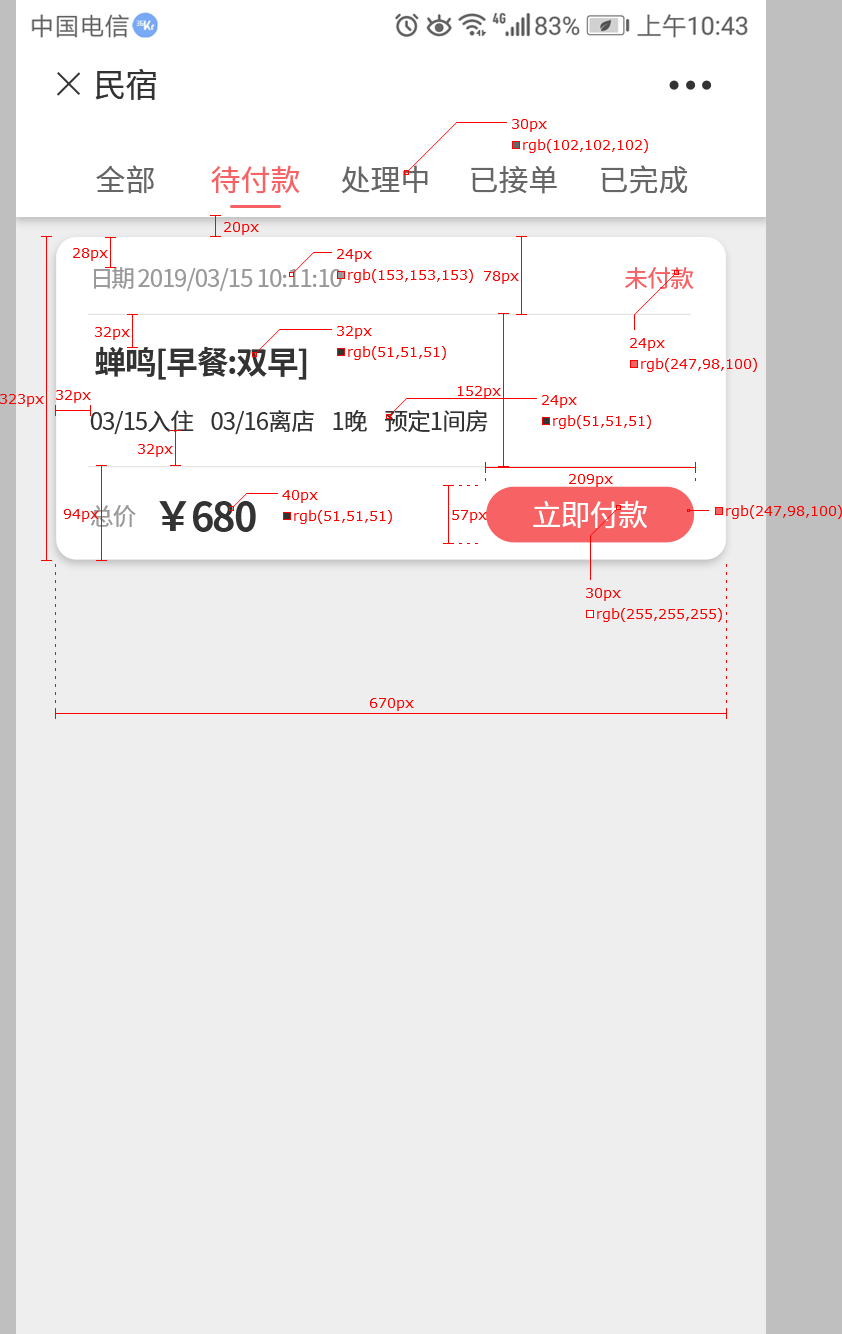 中国电信 36Kr 4G 83% 上午10:43
民宿
30px
rgb(102,102,102)
全部 待付款 处理中 已接单 已完成
20px
28px
24px
日期 2019/03/15 10:11:10
rgb(153,153,153)
78px
未付款
32px
32px
rgb(51,51,51)
24px
rgb(247,98,100)
蝉鸣[早餐:双早]
323px
32px
152px
24px
rgb(51,51,51)
03/15入住 03/16离店 1晚 预定1间房
32px
209px
40px
rgb(51,51,51)
94px
总价 ￥680
57px
立即付款
rgb(247,98,100)
30px
rgb(255,255,255)
670px